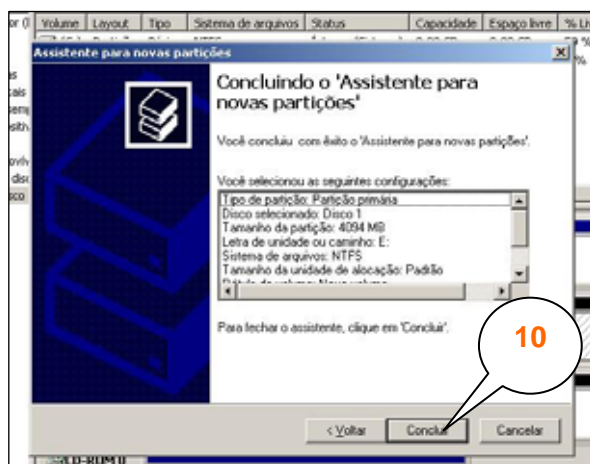 Volume Layout Tipo Sistema de arquivos Status Capacidade Espaço livre
Assistente para novas partições
Concluindo o 'Assistente para
novas partições'
Você concluiu com êxito o 'Assistente para novas partições'.
Você selecionou as seguintes configurações:
Tipo de partição: Partição primária
Disco selecionado: Disco 1
Tamanho da partição: 4094 MB
Letra de unidade ou caminho: E:
Sistema de arquivos: NTFS
Tamanho da unidade de alocação: Padrão
Para fechar o assistente, clique em 'Concluir'.
10
< Voltar Concluir Cancelar
CD-ROM 0